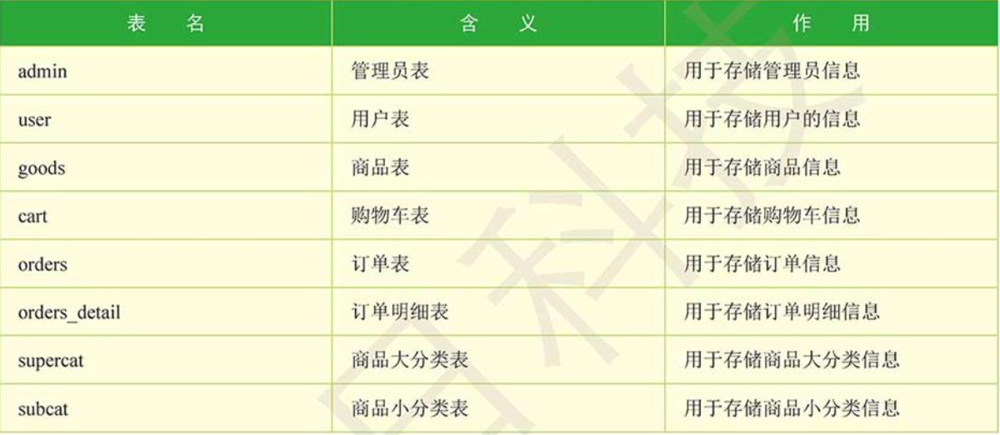 表 名 含 义 作 用
admin 管理员表 用于存储管理员信息
user 用户表 用于存储用户的信息
goods 商品表 用于存储商品信息
cart 购物车表 用于存储购物车信息
orders 订单表 用于存储订单信息
orders_detail 订单明细表 用于存储订单明细信息
supercat 商品大分类表 用于存储商品大分类信息
subcat 商品小分类表 用于存储商品小分类信息
科技